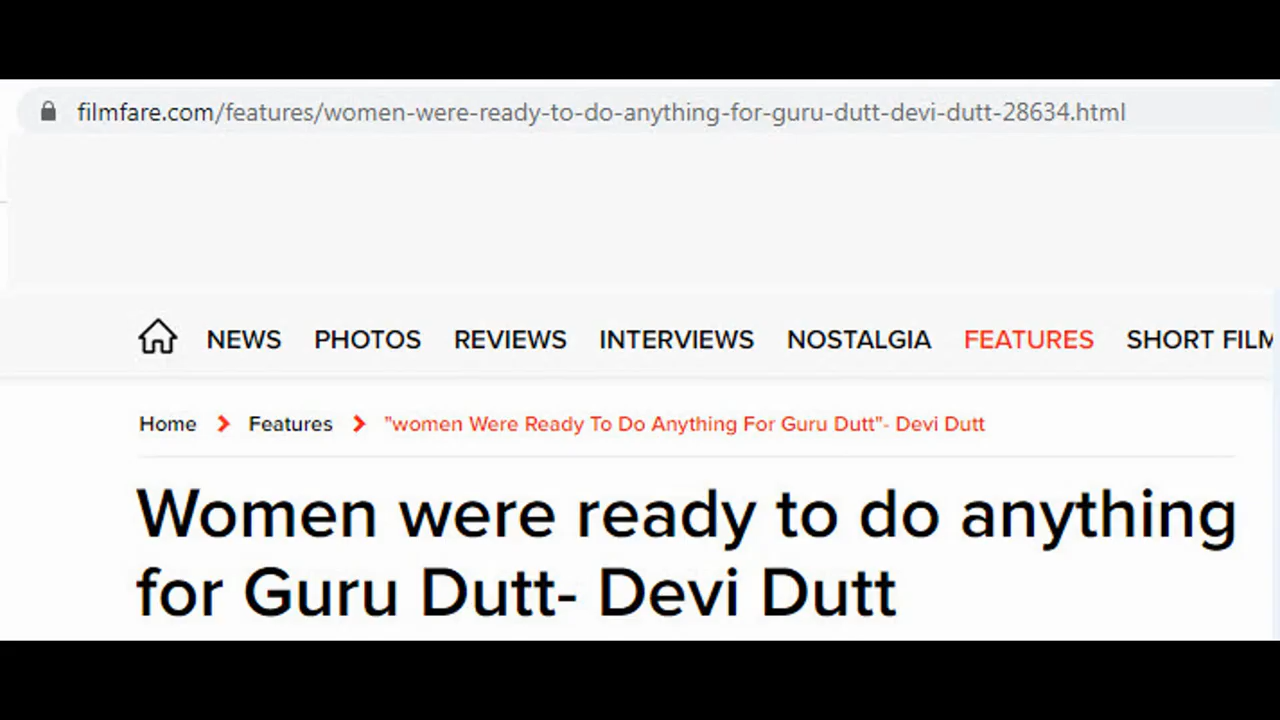 filmfare.com/features/women-were-ready-to-do-anything-for-guru-dutt-devi-dutt-28634.html
NEWS PHOTOS REVIEWS INTERVIEWS NOSTALGIA FEATURES SHORT FILM
Home > Features > "women Were Ready To Do Anything For Guru Dutt"- Devi Dutt
Women were ready to do anything
for Guru Dutt- Devi Dutt